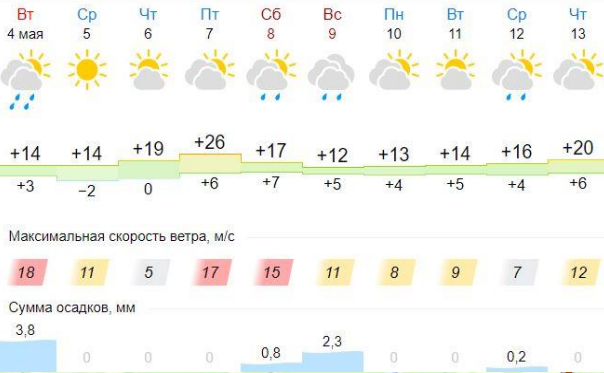 Вт Ср Чт Пт Сб Вс Пн Вт Ср Чт
4 мая 5 6 7 8 9 10 11 12 13
+14 +14 +19 +26 +17 +12 +13 +14 +16 +20
+3 −2 0 +6 +7 +5 +4 +5 +4 +6
Максимальная скорость ветра, м/с
18 11 5 17 15 11 8 9 7 12
Сумма осадков, мм
3,8 0 0 0 0,8 2,3 0 0 0,2 0